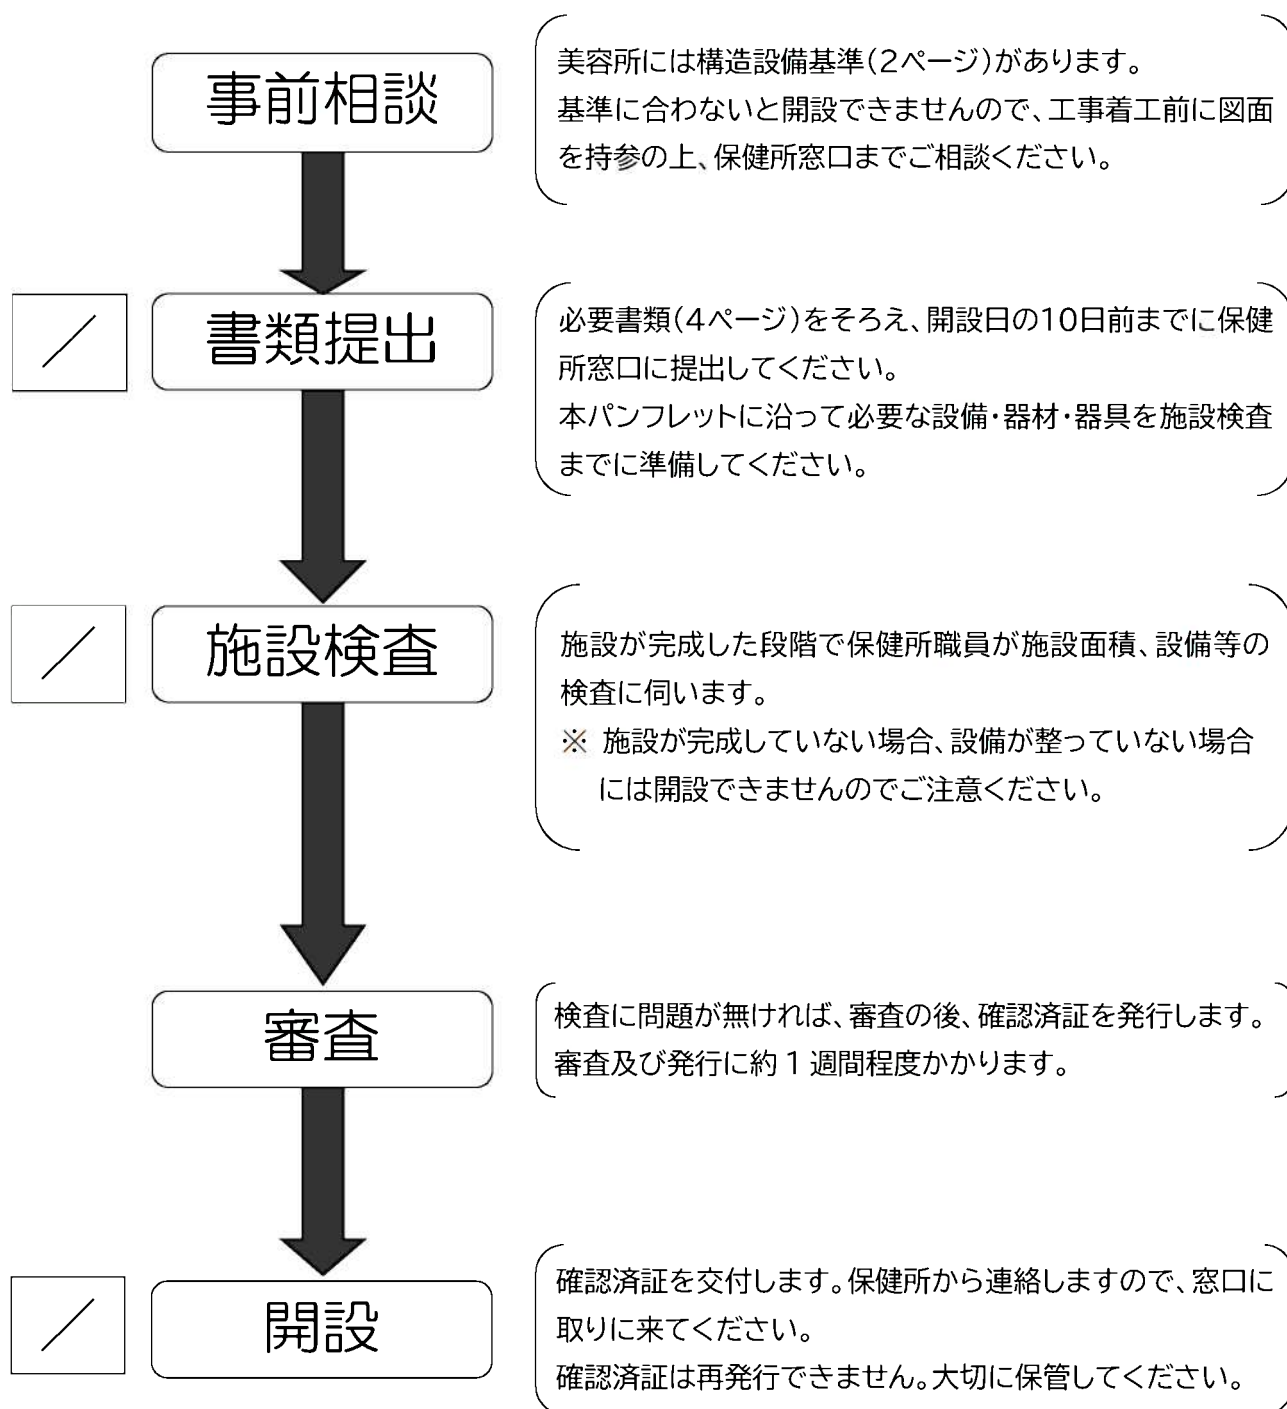 事前相談
美容所には構造設備基準(2ページ)があります。
基準に合わないと開設できませんので、工事着工前に図面
を持参の上、保健所窓口までご相談ください。
／
書類提出
必要書類(4ページ)をそろえ、開設日の10日前までに保健
所窓口に提出してください。
本パンフレットに沿って必要な設備・器材・器具を施設検査
までに準備してください。
／
施設検査
施設が完成した段階で保健所職員が施設面積、設備等の
検査に伺います。
※ 施設が完成していない場合、設備が整っていない場合
には開設できませんのでご注意ください。
審査
検査に問題が無ければ、審査の後、確認済証を発行します。
審査及び発行に約1週間程度かかります。
／
開設
確認済証を交付します。保健所から連絡しますので、窓口に
取りに来てください。
確認済証は再発行できません。大切に保管してください。